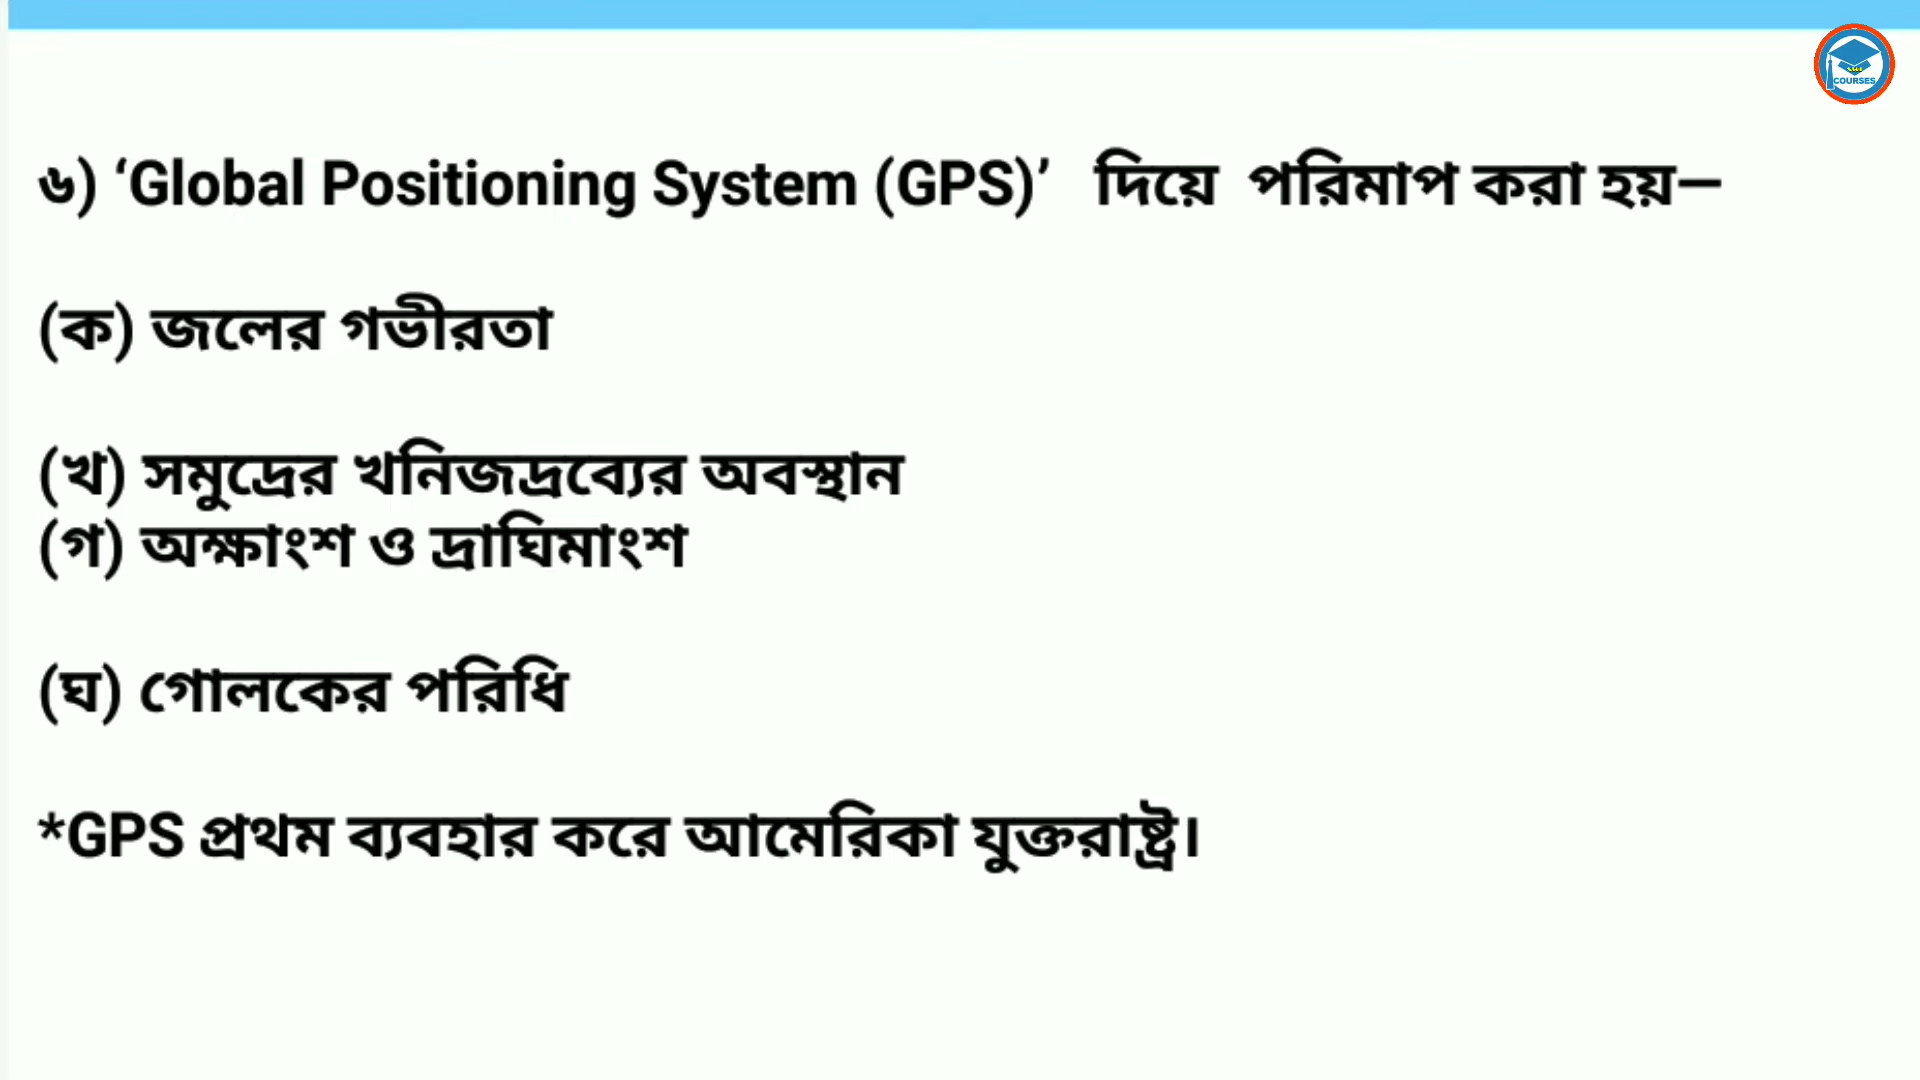 COURSES
৬) ‘Global Positioning System (GPS)’ দিয়ে পরিমাপ করা হয়–
(ক) জলের গভীরতা
(খ) সমুদ্রের খনিজদ্রব্যের অবস্থান
(গ) অক্ষাংশ ও দ্রাঘিমাংশ
(ঘ) গোলকের পরিধি
*GPS প্রথম ব্যবহার করে আমেরিকা যুক্তরাষ্ট্র।